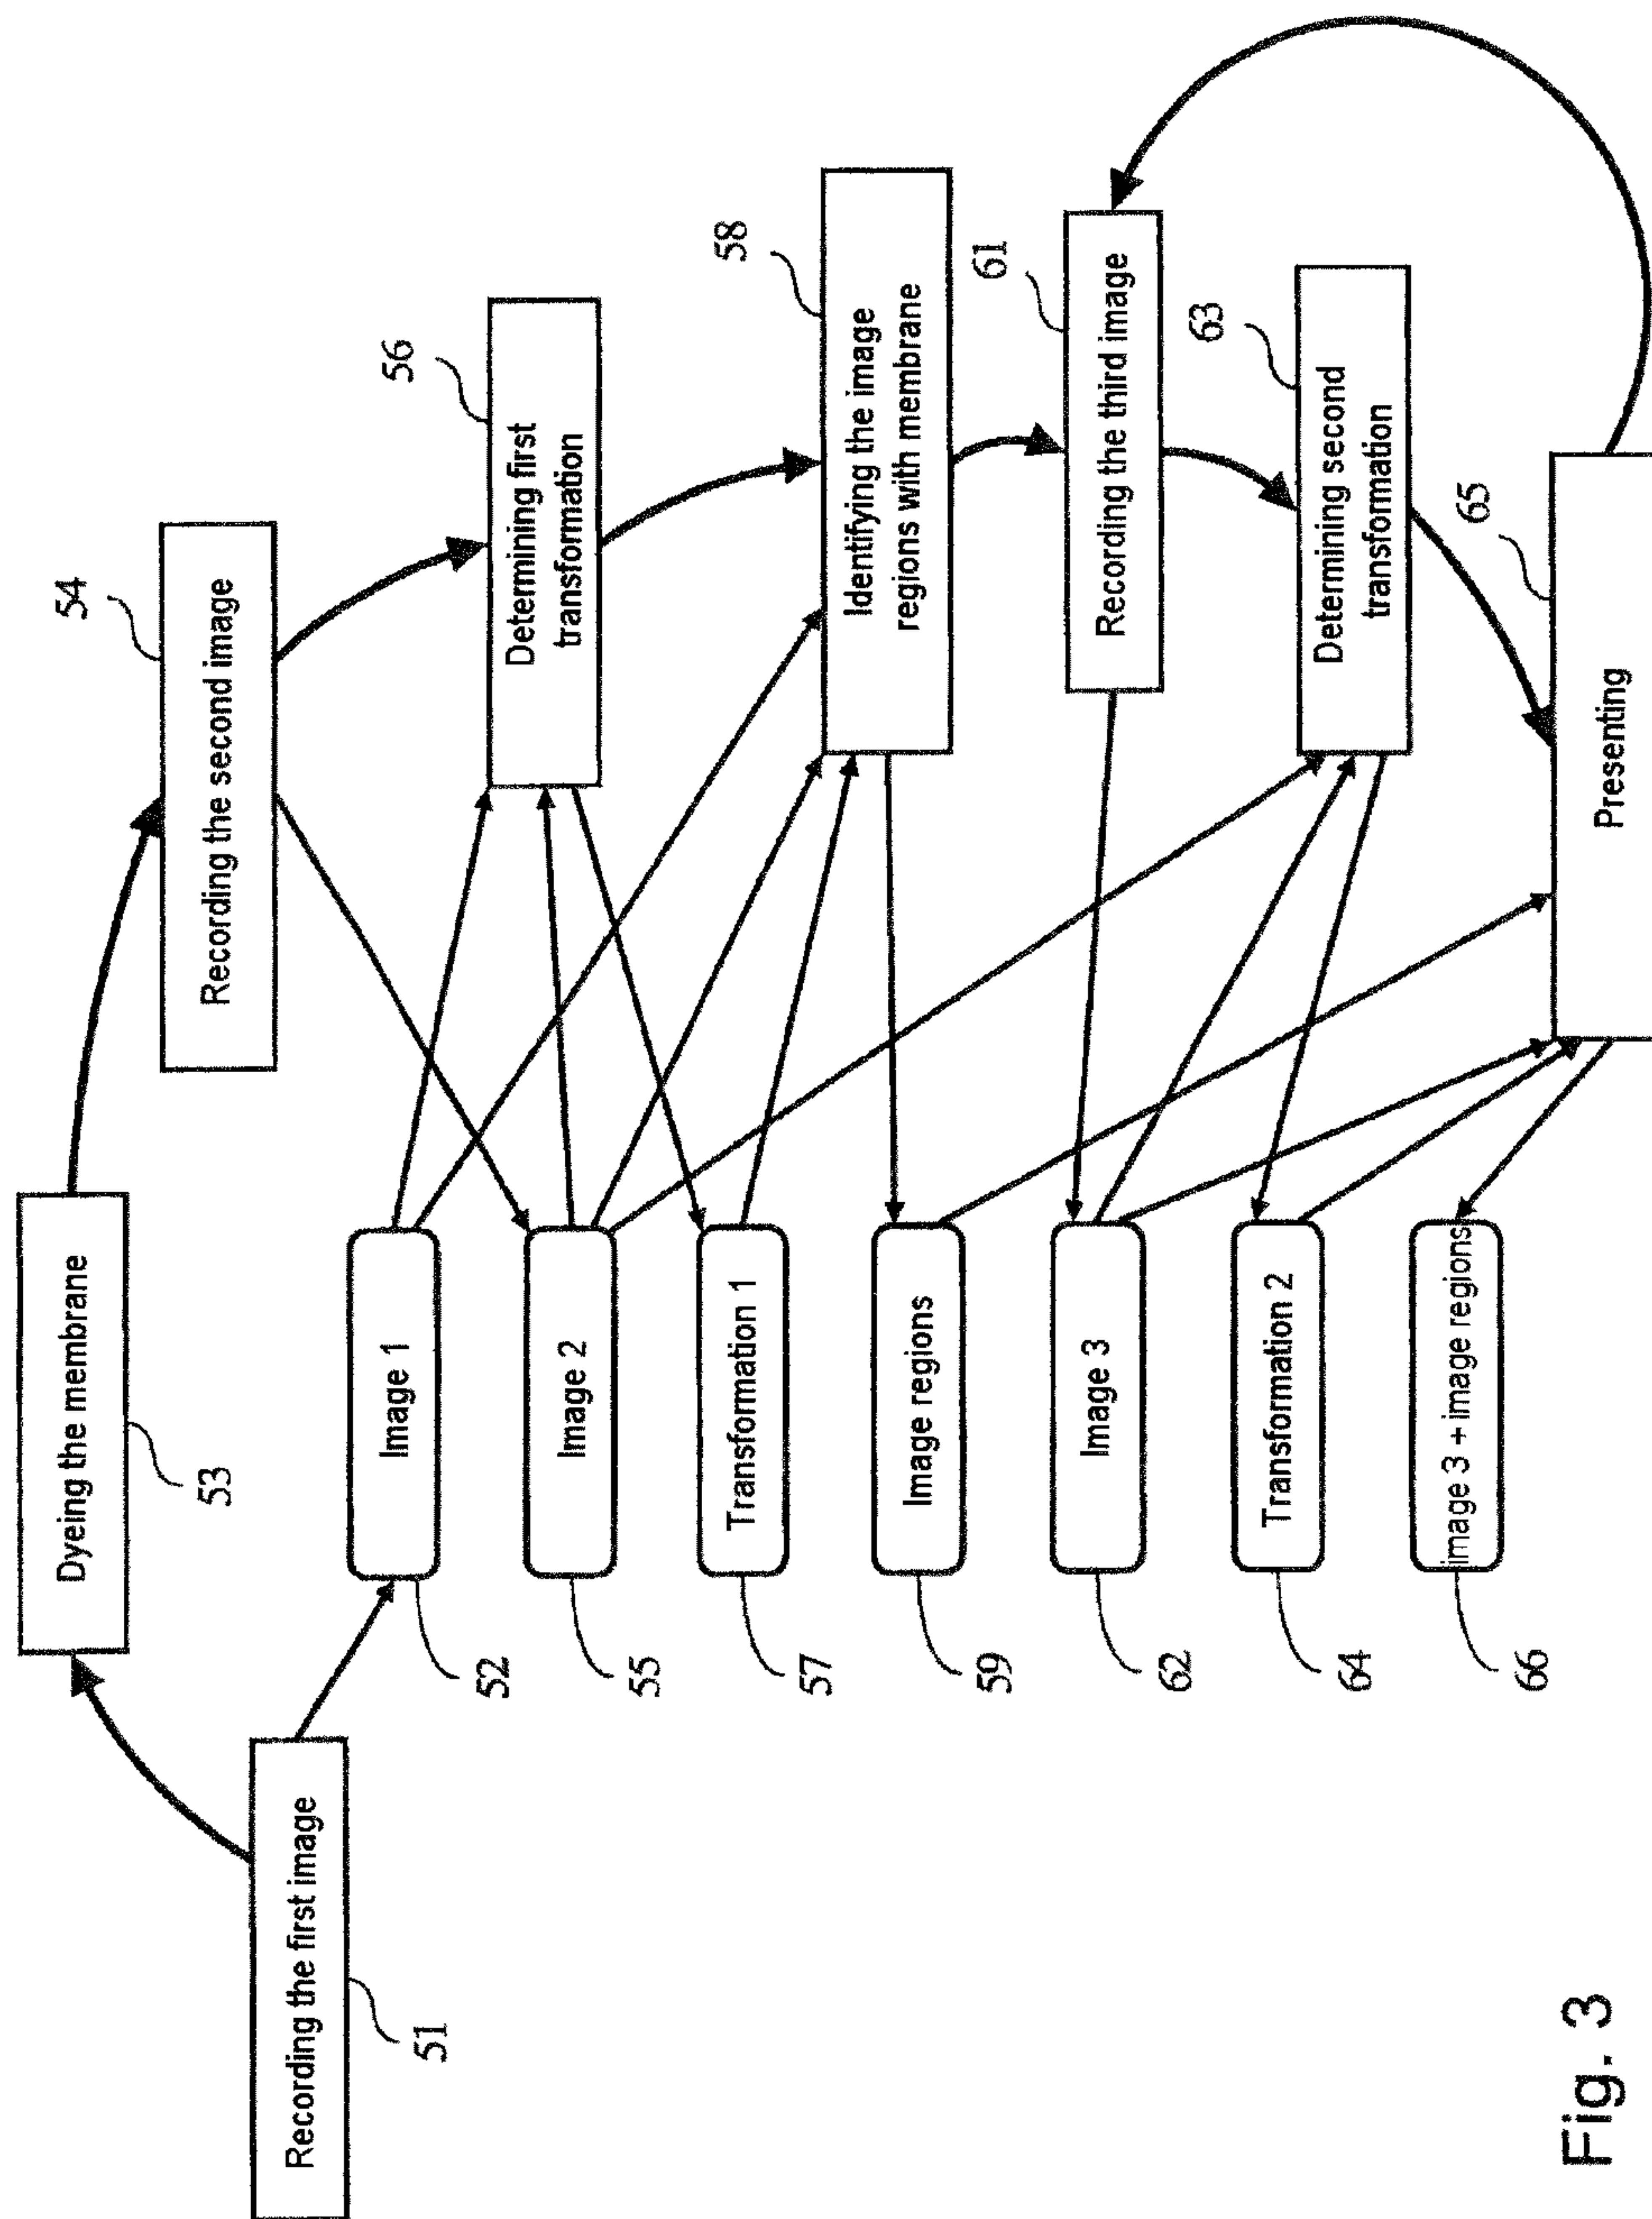 Dyeing the membrane
53
Recording the first image
51
Recording the second image
54
Image 1
52
Image 2
55
Determining first
transformation
56
Transformation 1
57
Identifying the image
regions with membrane
58
Image regions
59
Recording the third image
61
Image 3
62
Determining second
transformation
63
Transformation 2
64
Presenting
65
image 3 + image regions
66
Fig. 3